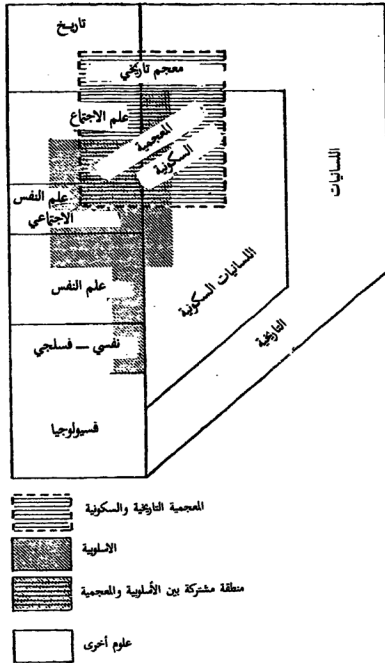 تاريخ
معجم تاريخي
علم الاجتماع
المعجمية
السكونية
اللسانيات
علم النفس
الاجتماعي
علم النفس
اللسانيات السكونية
التاريخية
نفسي – فسلجي
فسيولوجيا
المعجمية التاريخية والسكونية
الاسلوبية
منطقة مشتركة بين الأسلوبية والمعجمية
علوم أخرى